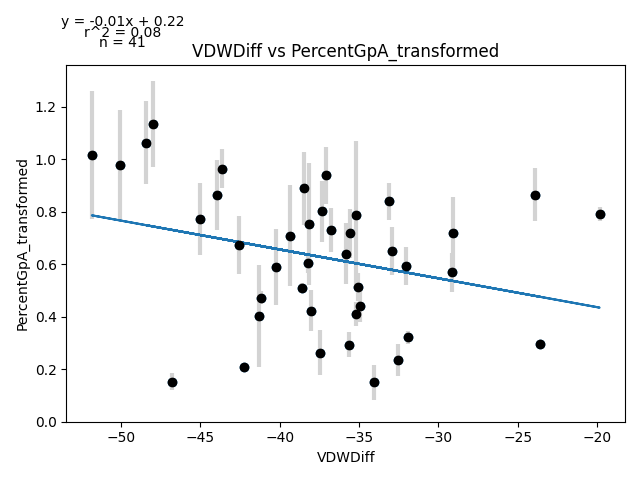 y = -0.01x + 0.22
r^2 = 0.08
n = 41
VDWDiff vs PercentGpA_transformed
PercentGpA_transformed
1.2
1.0
0.8
0.6
0.4
0.2
0.0
−50
−45
−40
−35
−30
−25
−20
VDWDiff